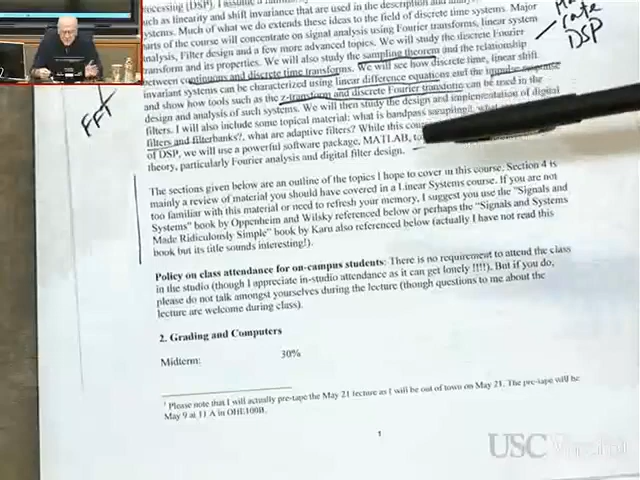 processing (DSP). I assume a
such as linearity and shift invariance that are used in the description and
systems. Much of what we do extends these ideas to the field of discrete time systems. Major
parts of the course will concentrate on signal analysis using Fourier transforms, linear system
analysis, Filter design and a few more advanced topics. We will study the discrete Fourier
transform and its properties. We will also study the sampling theorem and the relationship
between continuous and discrete time transforms. We will see how discrete time, linear shift
invariant systems can be characterized using linear difference equations and the impulse response
and show how tools such as the z-transform and discrete Fourier transform can be used in the
design and analysis of such systems. We will then study the design and implementation of digital
filters. I will also include some topical material: what is bandpass sampling?,
filters and filterbanks?, what are adaptive filters? While this
of DSP, we will use a powerful software package, MATLAB, to
theory, particularly Fourier analysis and digital filter design.
rate
DSP
FFT
The sections given below are an outline of the topics I hope to cover in this course. Section 4 is
mainly a review of material you should have covered in a Linear Systems course. If you are not
too familiar with this material or need to refresh your memory, I suggest you use the "Signals and
Systems" book by Oppenheim and Wilsky referenced below or perhaps the "Signals and Systems
Made Ridiculously Simple" book by Karu also referenced below (actually I have not read this
book but its title sounds interesting!).
Policy on class attendance for on-campus students: There is no requirement to attend the class
in the studio (though I appreciate in-studio attendance as it can get lonely !!!!). But if you do,
please do not talk amongst yourselves during the lecture (though questions to me about the
lecture are welcome during class).
2. Grading and Computers
Midterm: 30%
1 Please note that I will actually pre-tape the May 21 lecture as I will be out of town on May 21. The pre-tape will be
May 9 at 11 A in OHE100B.
1
USC Viterbi